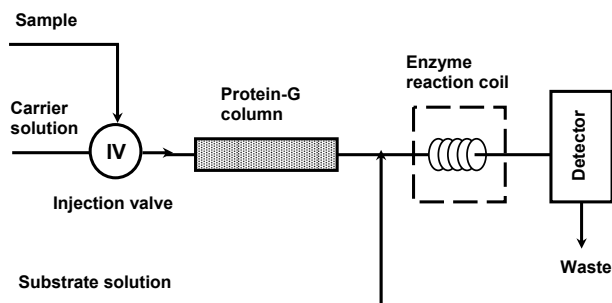 Sample
Carrier
solution
IV
Injection valve
Protein-G
column
Enzyme
reaction coil
Detector
Waste
Substrate solution